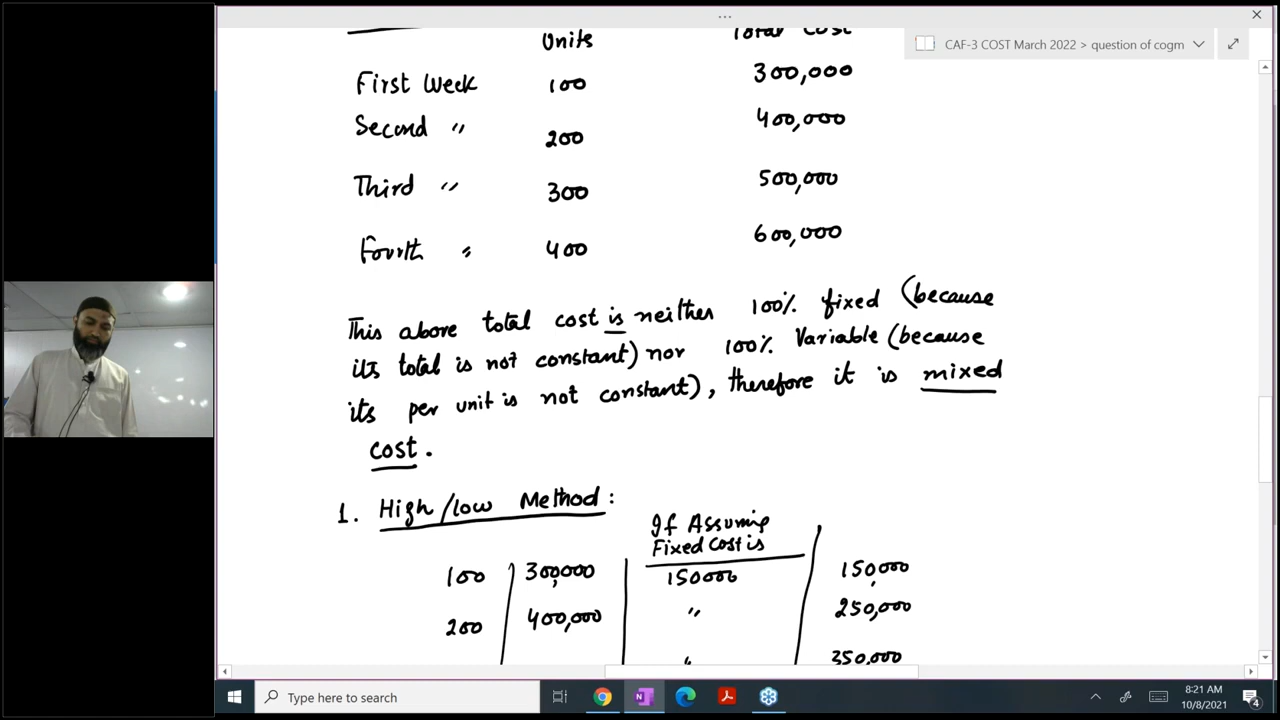 ...
CAF-3 COST March 2022 > question of cogm
Units Total Cost
First Week 100 300,000
Second " 200 400,000
Third " 300 500,000
Fourth " 400 600,000
This above total cost is neither 100% fixed (because
its total is not constant) nor 100% Variable (because
its per unit is not constant), therefore it is mixed
cost.
1. High/low Method:
If Assuming
Fixed Cost is
100 300,000 150000 150,000
200 400,000 " 250,000
" 350,000
Type here to search
8:21 AM
10/8/2021
4